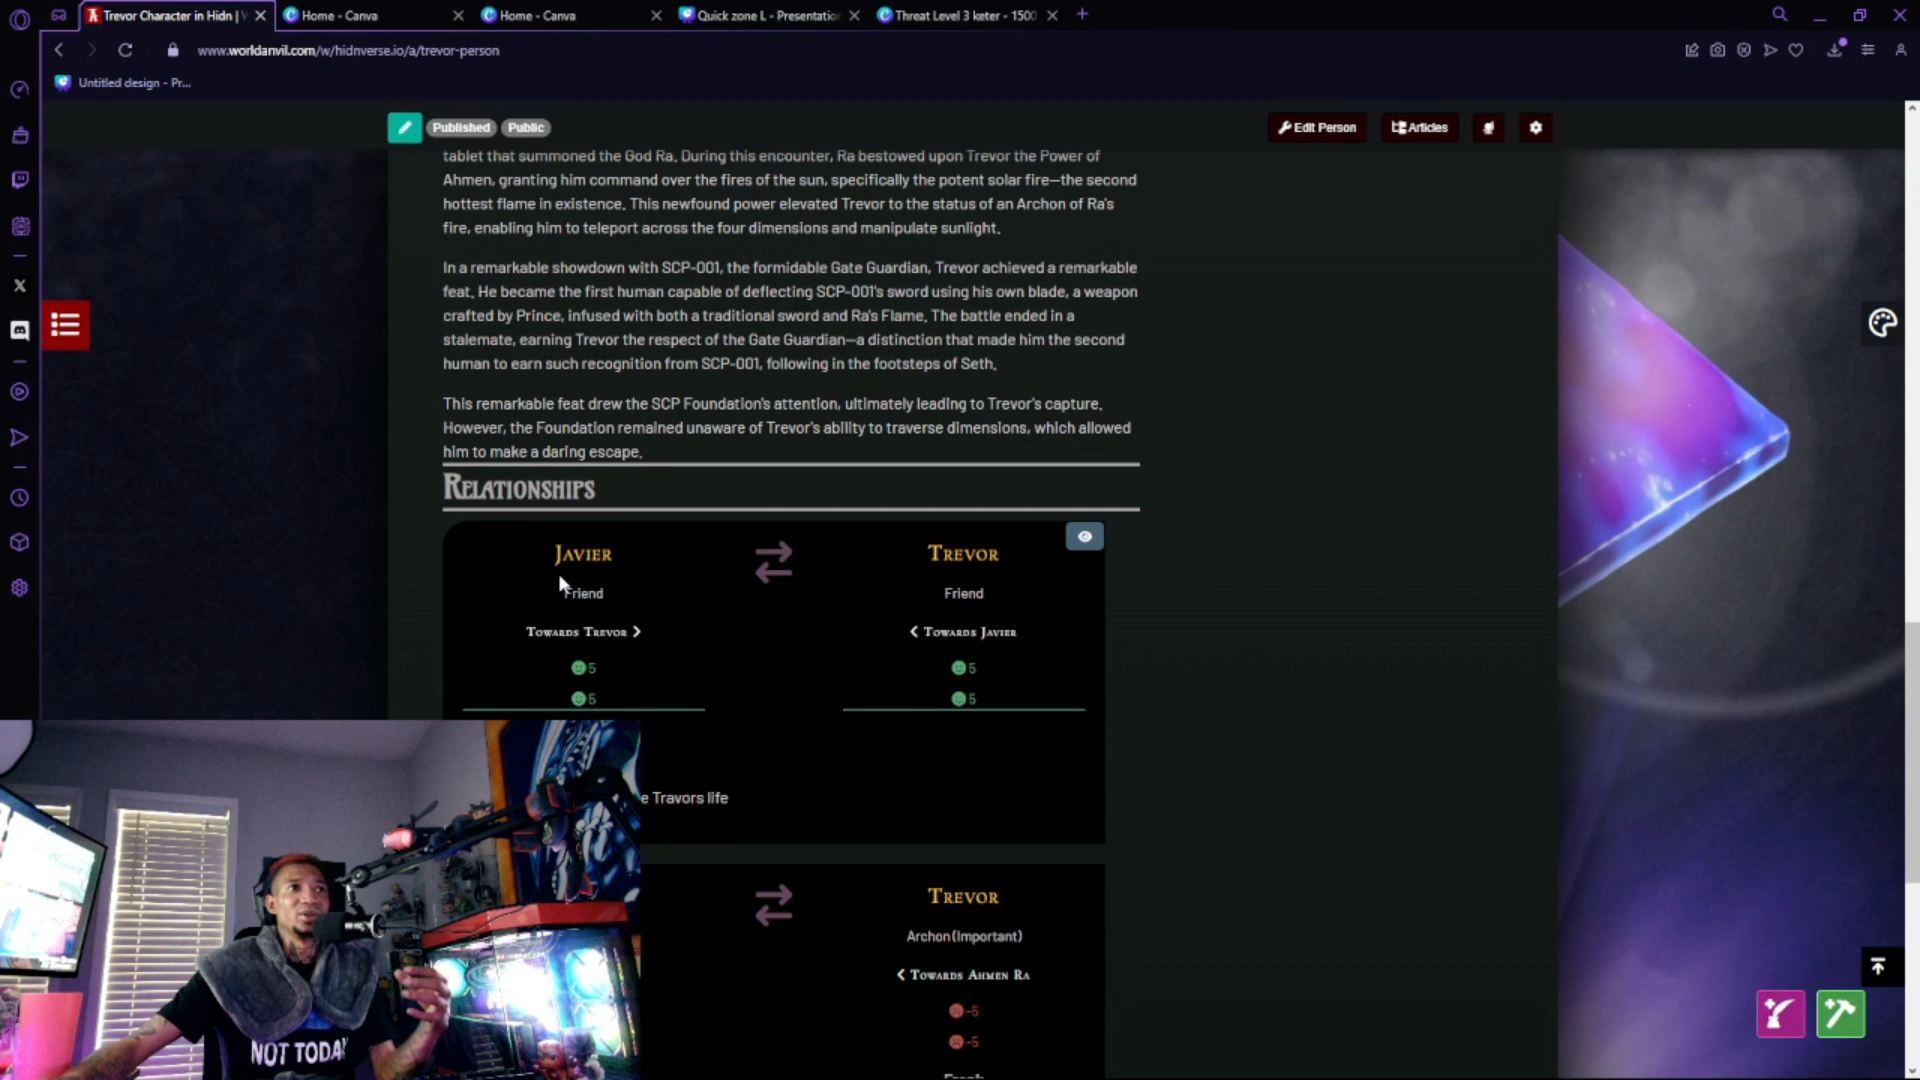 Trevor Character in Hidn | V
Home - Canva
Home - Canva
Quick zone L - Presentatio
Threat Level 3 keter - 1500
www.worldanvil.com/w/hidnverse.io/a/trevor-person
Untitled design - Pr...
Published
Public
Edit Person
Articles
tablet that summoned the God Ra. During this encounter, Ra bestowed upon Trevor the Power of
Ahmen, granting him command over the fires of the sun, specifically the potent solar fire—the second
hottest flame in existence. This newfound power elevated Trevor to the status of an Archon of Ra's
fire, enabling him to teleport across the four dimensions and manipulate sunlight.
In a remarkable showdown with SCP-001, the formidable Gate Guardian, Trevor achieved a remarkable
feat. He became the first human capable of deflecting SCP-001's sword using his own blade, a weapon
crafted by Prince, infused with both a traditional sword and Ra's Flame. The battle ended in a
stalemate, earning Trevor the respect of the Gate Guardian—a distinction that made him the second
human to earn such recognition from SCP-001, following in the footsteps of Seth.
This remarkable feat drew the SCP Foundation's attention, ultimately leading to Trevor's capture.
However, the Foundation remained unaware of Trevor's ability to traverse dimensions, which allowed
him to make a daring escape.
Relationships
Javier
Trevor
Friend
Friend
Towards Trevor
Towards Javier
5
5
5
5
e Travors life
Trevor
Archon (Important)
Towards Ahmen Ra
-5
-5
Frank
NOT TODA